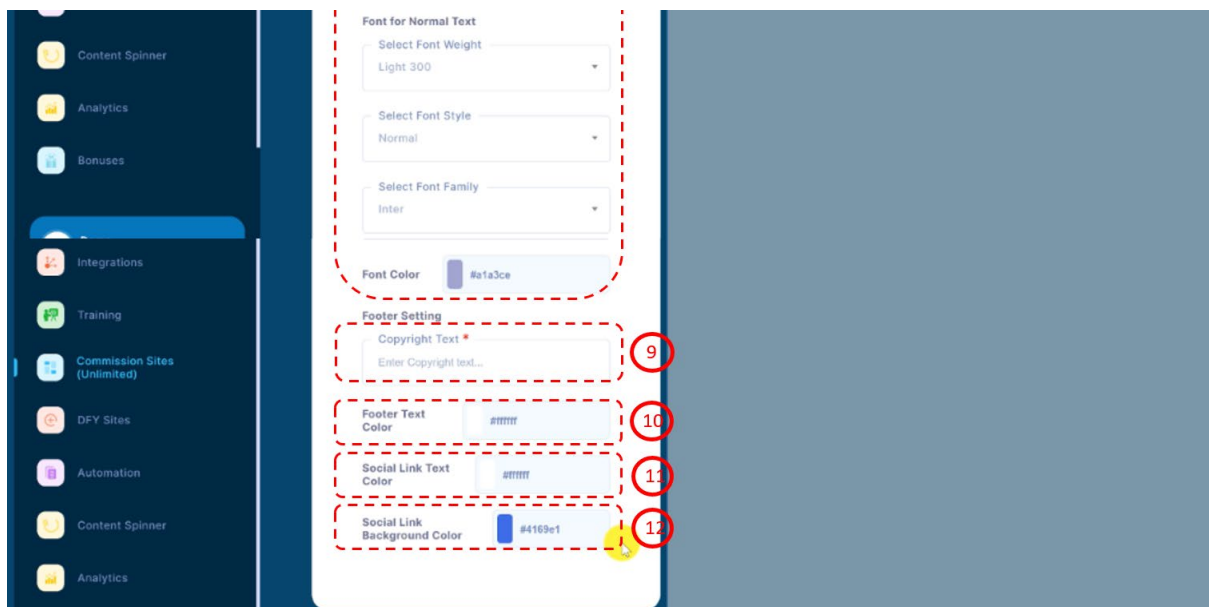 Content Spinner
Analytics
Bonuses
Integrations
Training
Commission Sites
(Unlimited)
DFY Sites
Automation
Content Spinner
Analytics
Font for Normal Text
Select Font Weight
Light 300
Select Font Style
Normal
Select Font Family
Inter
Font Color
#a1a3ce
Footer Setting
Copyright Text *
Enter Copyright text...
9
Footer Text
Color
#ffffff
10
Social Link Text
Color
#ffffff
11
Social Link
Background Color
#4169e1
12